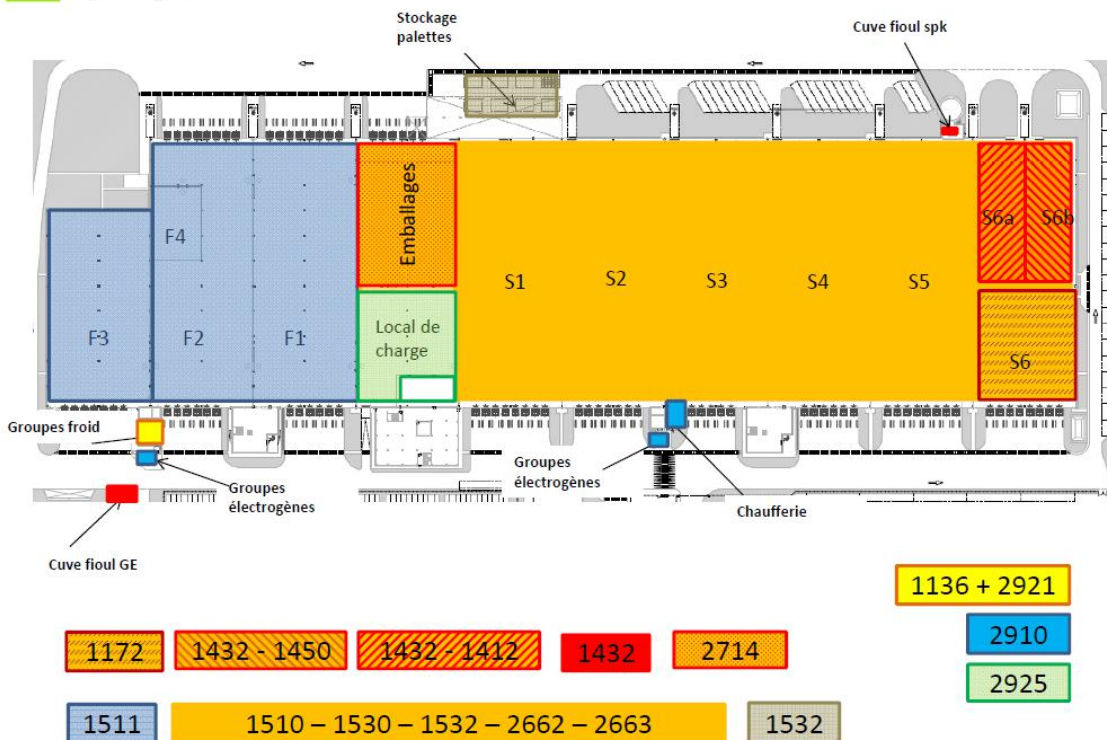 Stockage
palettes
Cuve fioul spk
Emballages
F4
S6a
S6b
S1
S2
S3
S4
S5
F3
F2
F1
Local de
charge
S6
Groupes froid
Groupes
électrogènes
Groupes
électrogènes
Chaufferie
Cuve fioul GE
1136 + 2921
1172
1432 - 1450
1432 - 1412
1432
2714
2910
2925
1511
1510 – 1530 – 1532 – 2662 – 2663
1532